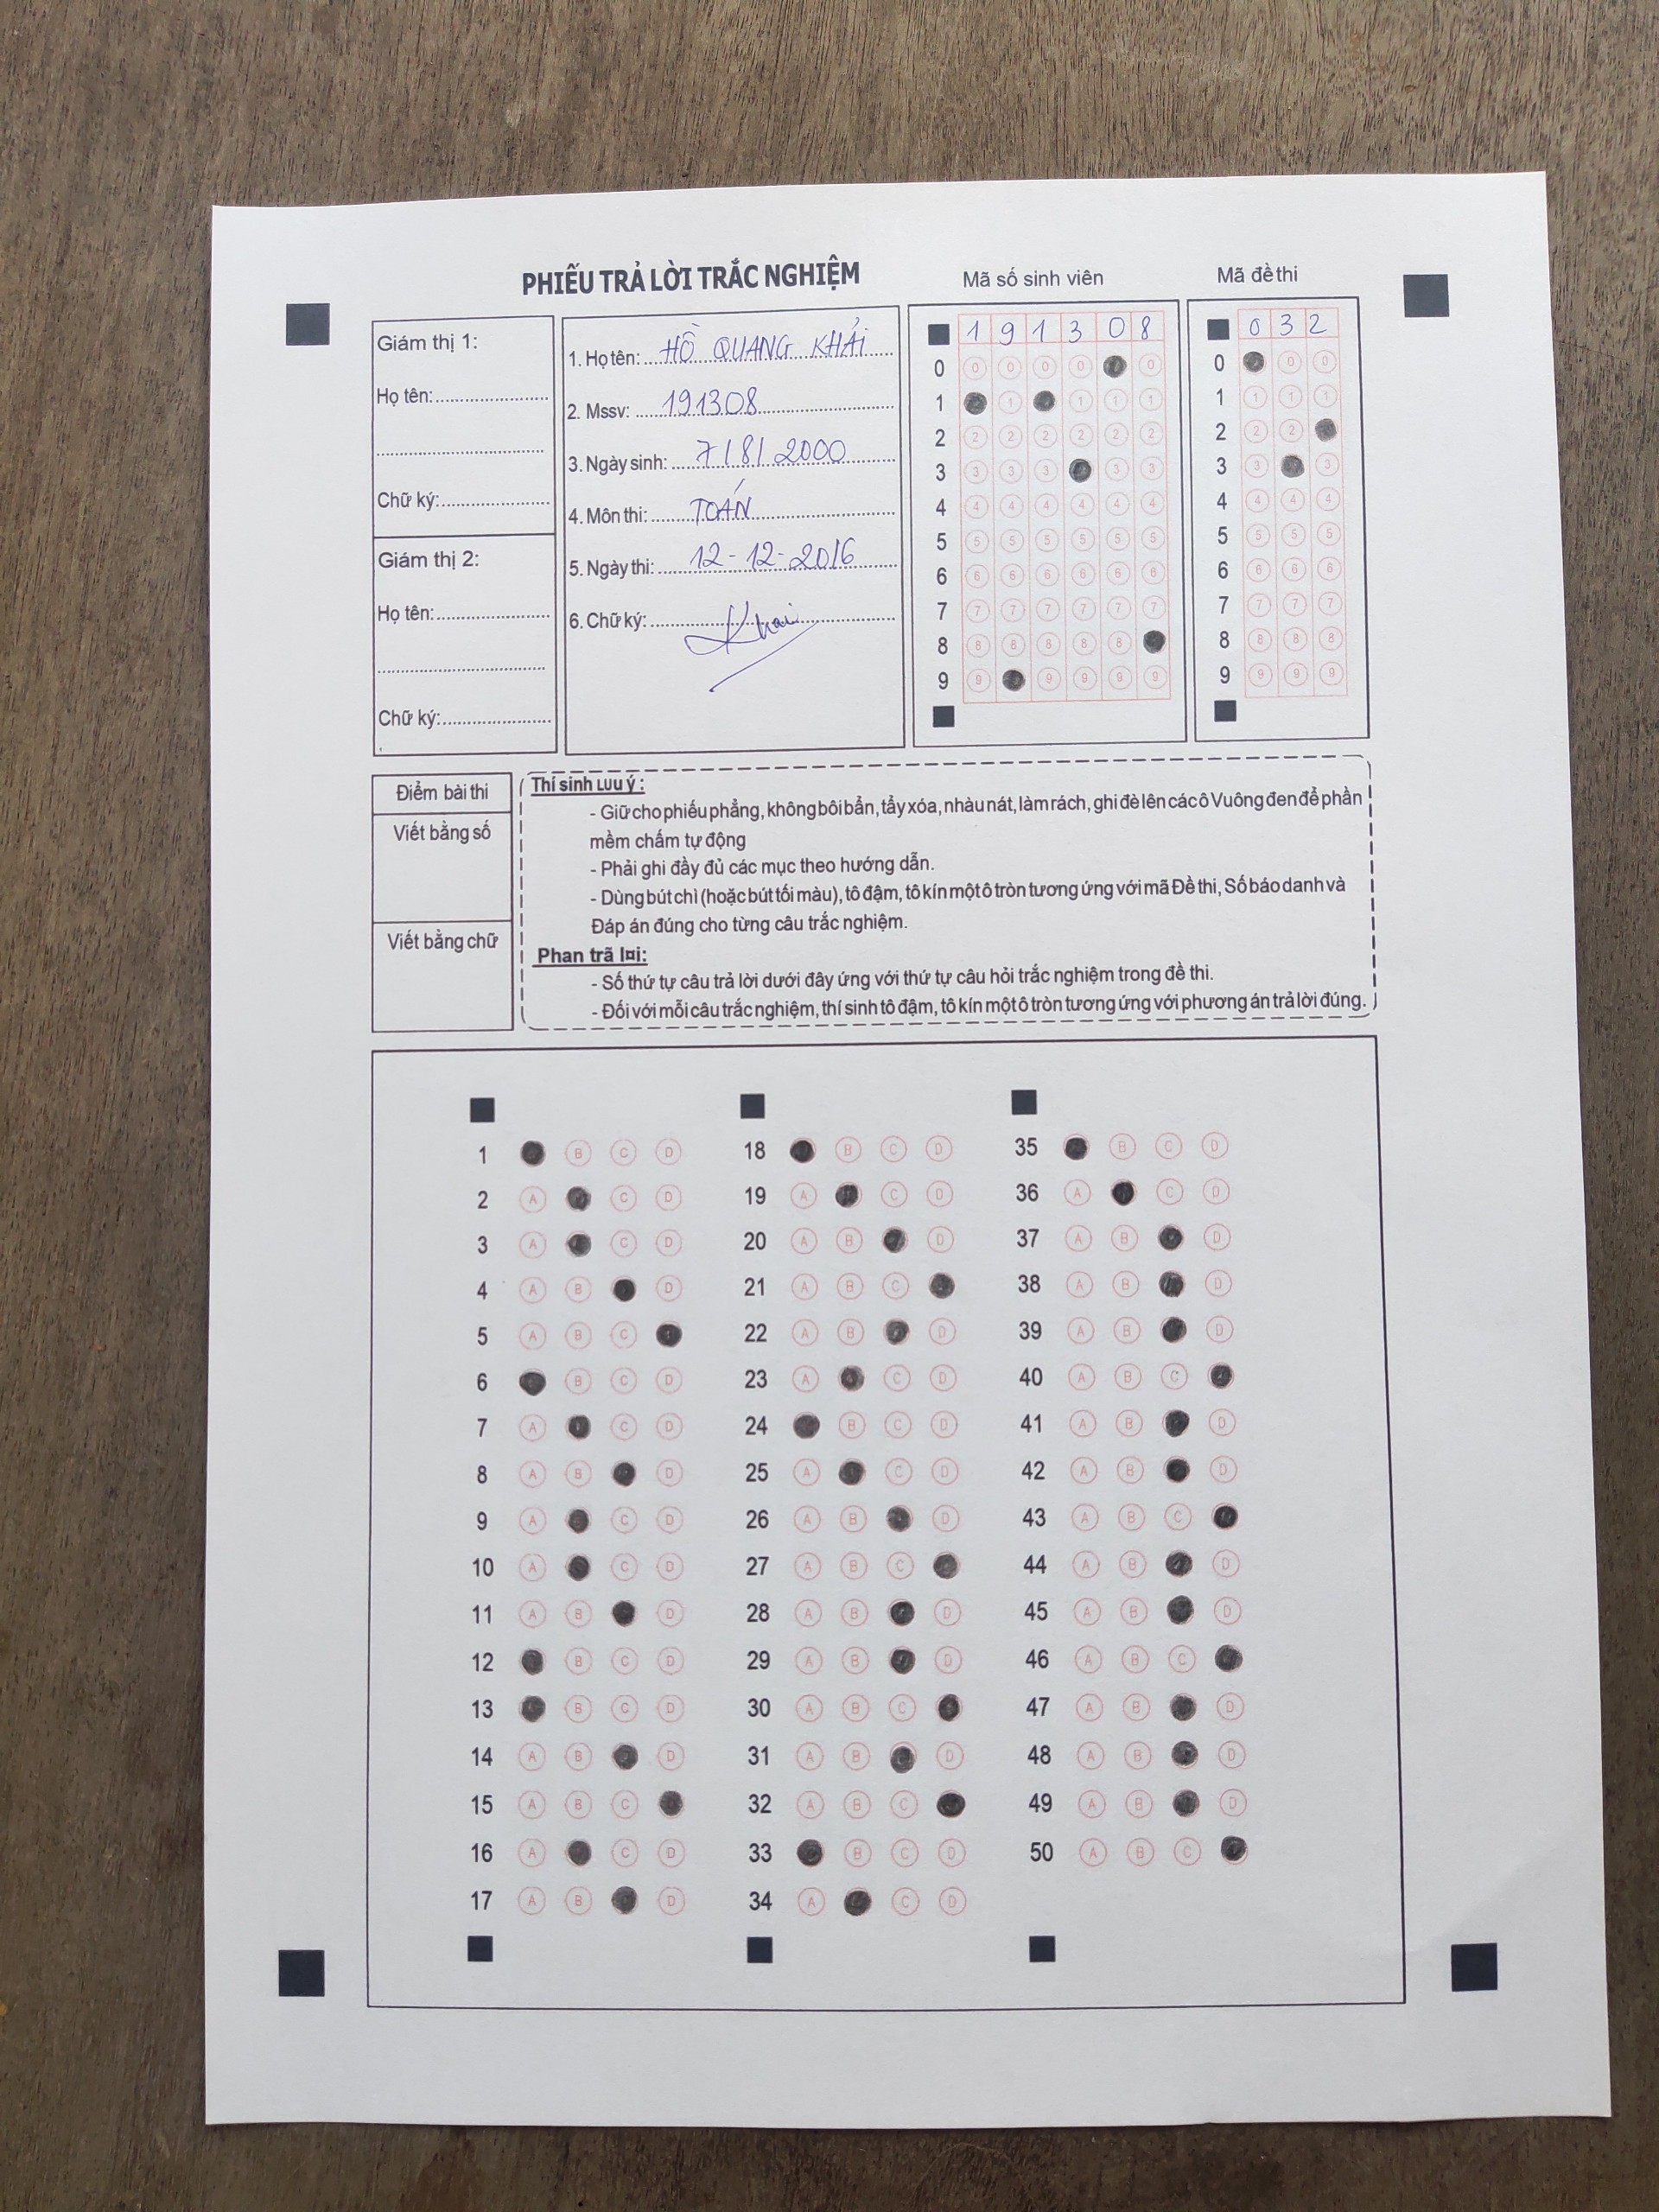 PHIẾU TRẢ LỜI TRẮC NGHIỆM
Mã số sinh viên
Mã đề thi
Giám thị 1:
Họ tên:
Chữ ký:
Giám thị 2:
Họ tên:
Chữ ký:
1. Họ tên: HỒ QUANG KHẢI
2. Mssv: 191308
3. Ngày sinh: 7/8/2000
4. Môn thi: TOÁN
5. Ngày thi: 12-12-2016
6. Chữ ký: Khai
1 9 1 3 0 8
0 0 0 0 0 0
1 1 1 1 1
2 2 2 2 2 2 2
3 3 3 3 3 3
4 4 4 4 4 4 4
5 5 5 5 5 5 5
6 6 6 6 6 6 6
7 7 7 7 7 7 7
8 8 8 8 8 8
9 9 9 9 9 9
0 3 2
0 0 0
1 1 1 1
2 2 2
3 3 3
4 4 4 4
5 5 5 5
6 6 6 6
7 7 7 7
8 8 8 8
9 9 9 9
Điểm bài thi
Viết bằng số
Viết bằng chữ
Thí sinh LƯU ý :
- Giữ cho phiếu phẳng, không bôi bẩn, tẩy xóa, nhàu nát, làm rách, ghi đè lên các ô Vuông đen để phần
mềm chấm tự động
- Phải ghi đầy đủ các mục theo hướng dẫn.
- Dùng bút chì (hoặc bút tối màu), tô đậm, tô kín một ô tròn tương ứng với mã Đề thi, Số báo danh và
Đáp án đúng cho từng câu trắc nghiệm.
Phan trã l¤i:
- Số thứ tự câu trả lời dưới đây ứng với thứ tự câu hỏi trắc nghiệm trong đề thi.
- Đối với mỗi câu trắc nghiệm, thí sinh tô đậm, tô kín một ô tròn tương ứng với phương án trả lời đúng.
1 B C D
2 A C D
3 A C D
4 A B D
5 A B C
6 B C D
7 A C D
8 A B D
9 A C D
10 A C D
11 A B D
12 B C D
13 B C D
14 A B D
15 A B C
16 A C D
17 A B D
18 B C D
19 A C D
20 A B D
21 A B C
22 A B D
23 A C D
24 B C D
25 A C D
26 A B D
27 A B C
28 A B D
29 A B D
30 A B C
31 A B D
32 A B C
33 B C D
34 A C D
35 B C D
36 A C D
37 A B D
38 A B D
39 A B D
40 A B C
41 A B D
42 A B D
43 A B C
44 A B D
45 A B D
46 A B C
47 A B D
48 A B D
49 A B D
50 A B C